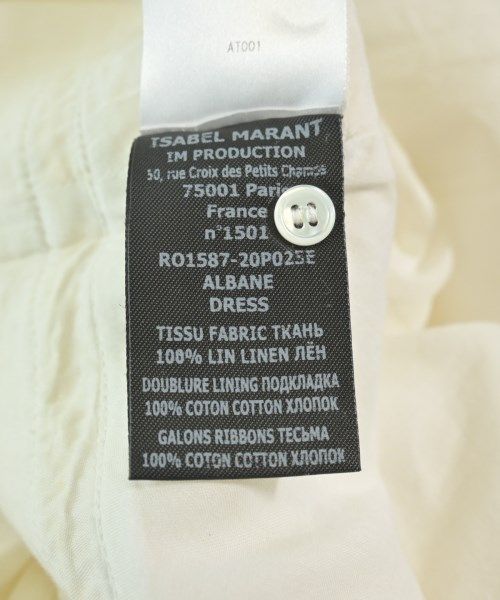 AT001
ISABEL MARANT
IM PRODUCTION
50, rue Croix des Petits Champs
75001 Paris
France
n°1501
RO1587-20P025E
ALBANE
DRESS
TISSU FABRIC ТКАНЬ
100% LIN LINEN ЛЁН
DOUBLURE LINING ПОДКЛАДКА
100% COTON COTTON ХЛОПОК
GALONS RIBBONS ТЕСЬМА
100% COTON COTTON ХЛОПОК